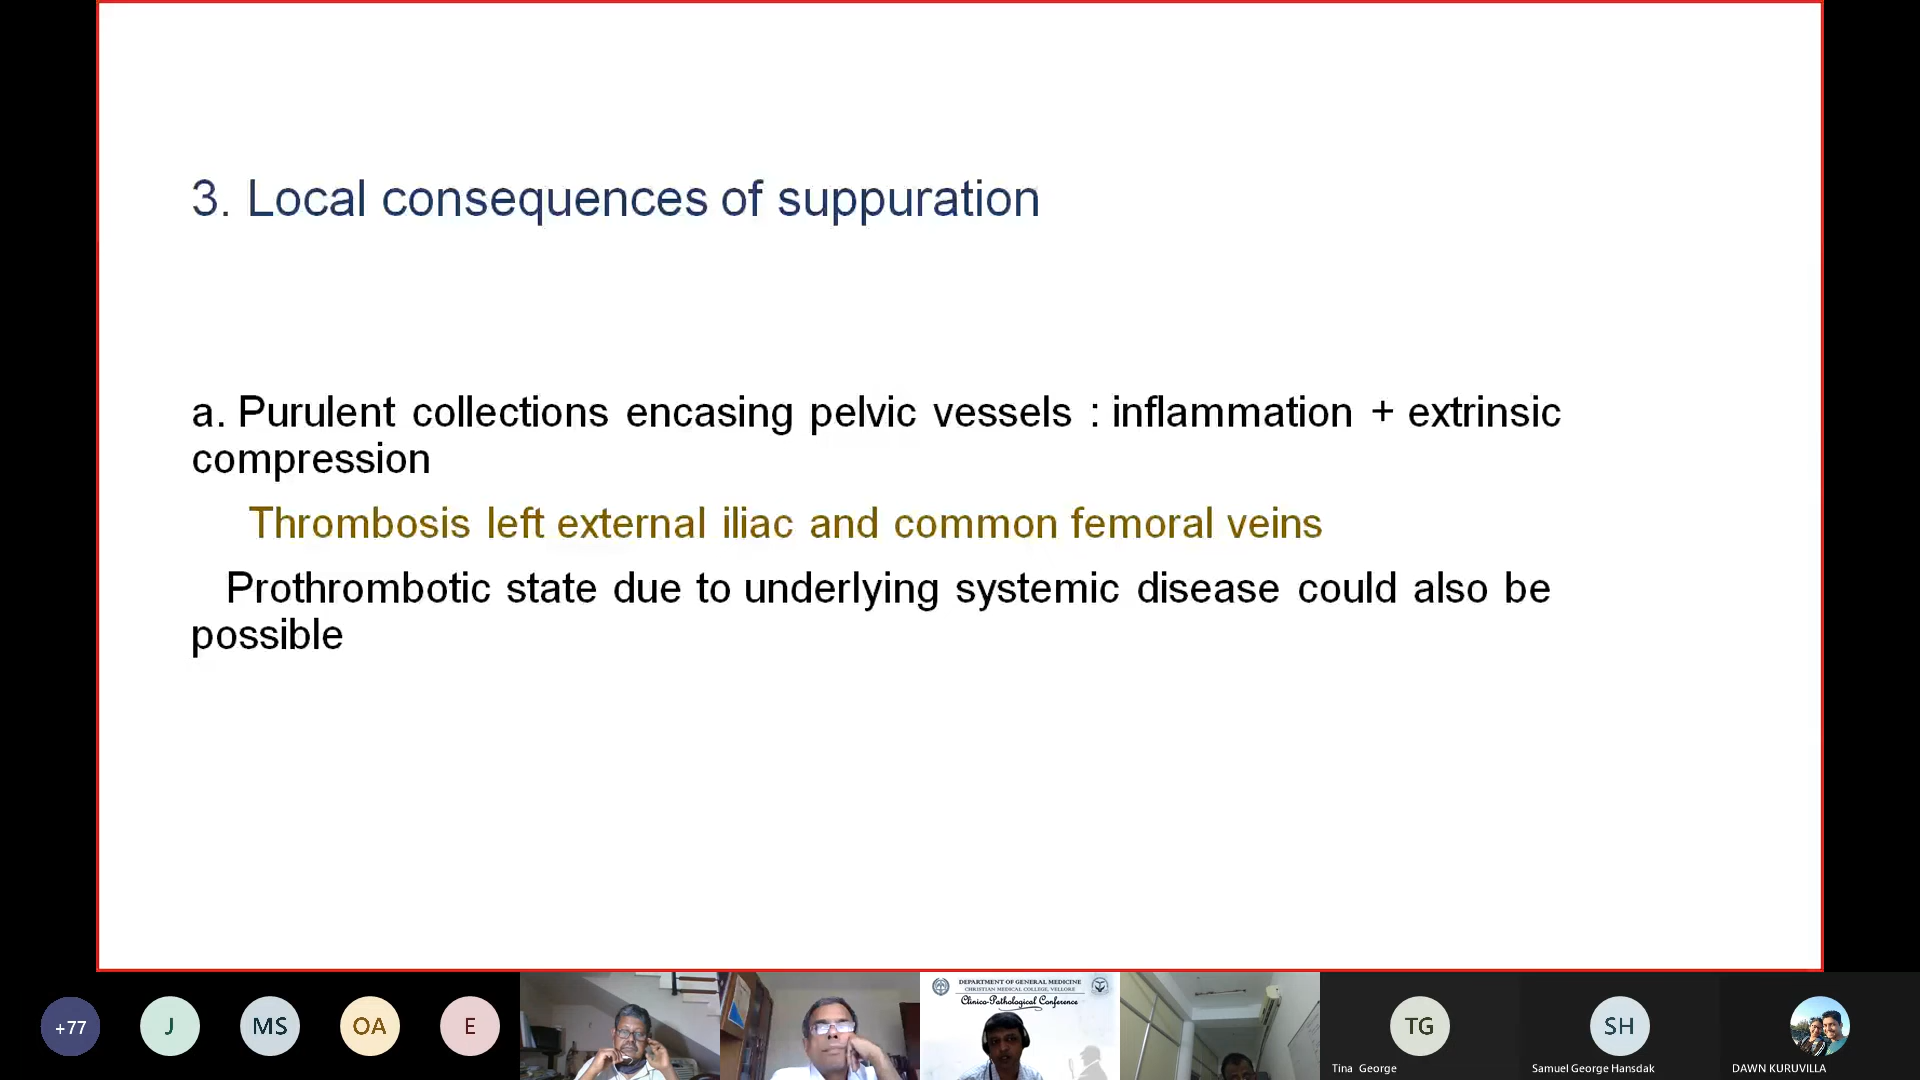 3. Local consequences of suppuration
a. Purulent collections encasing pelvic vessels : inflammation + extrinsic
compression
Thrombosis left external iliac and common femoral veins
Prothrombotic state due to underlying systemic disease could also be
possible
+77
J
MS
OA
E
DEPARTMENT OF GENERAL MEDICINE
CHRISTIAN MEDICAL COLLEGE, VELLORE
Clinico-Pathological Conference
TG
Tina George
SH
Samuel George Hansdak
DAWN KURUVILLA